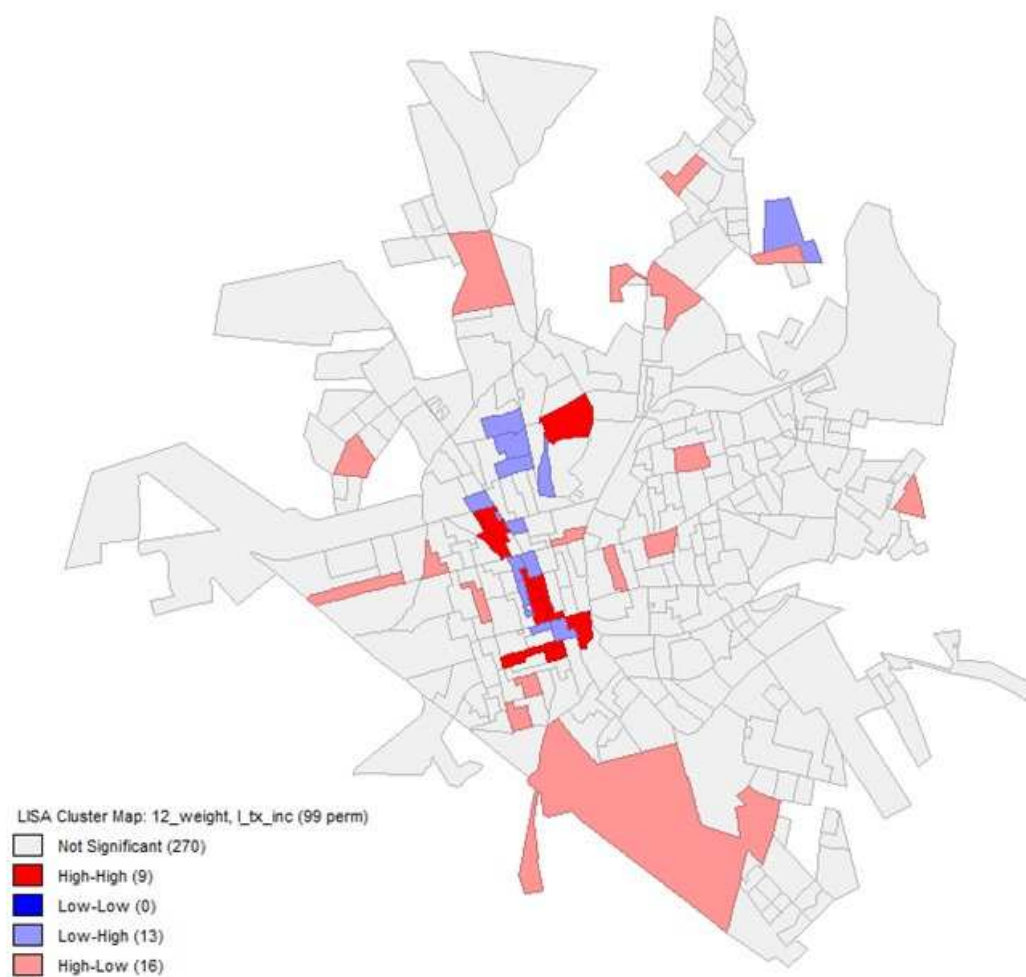 LISA Cluster Map: 12_weight, I_tx_inc (99 perm)
Not Significant (270)
High-High (9)
Low-Low (0)
Low-High (13)
High-Low (16)